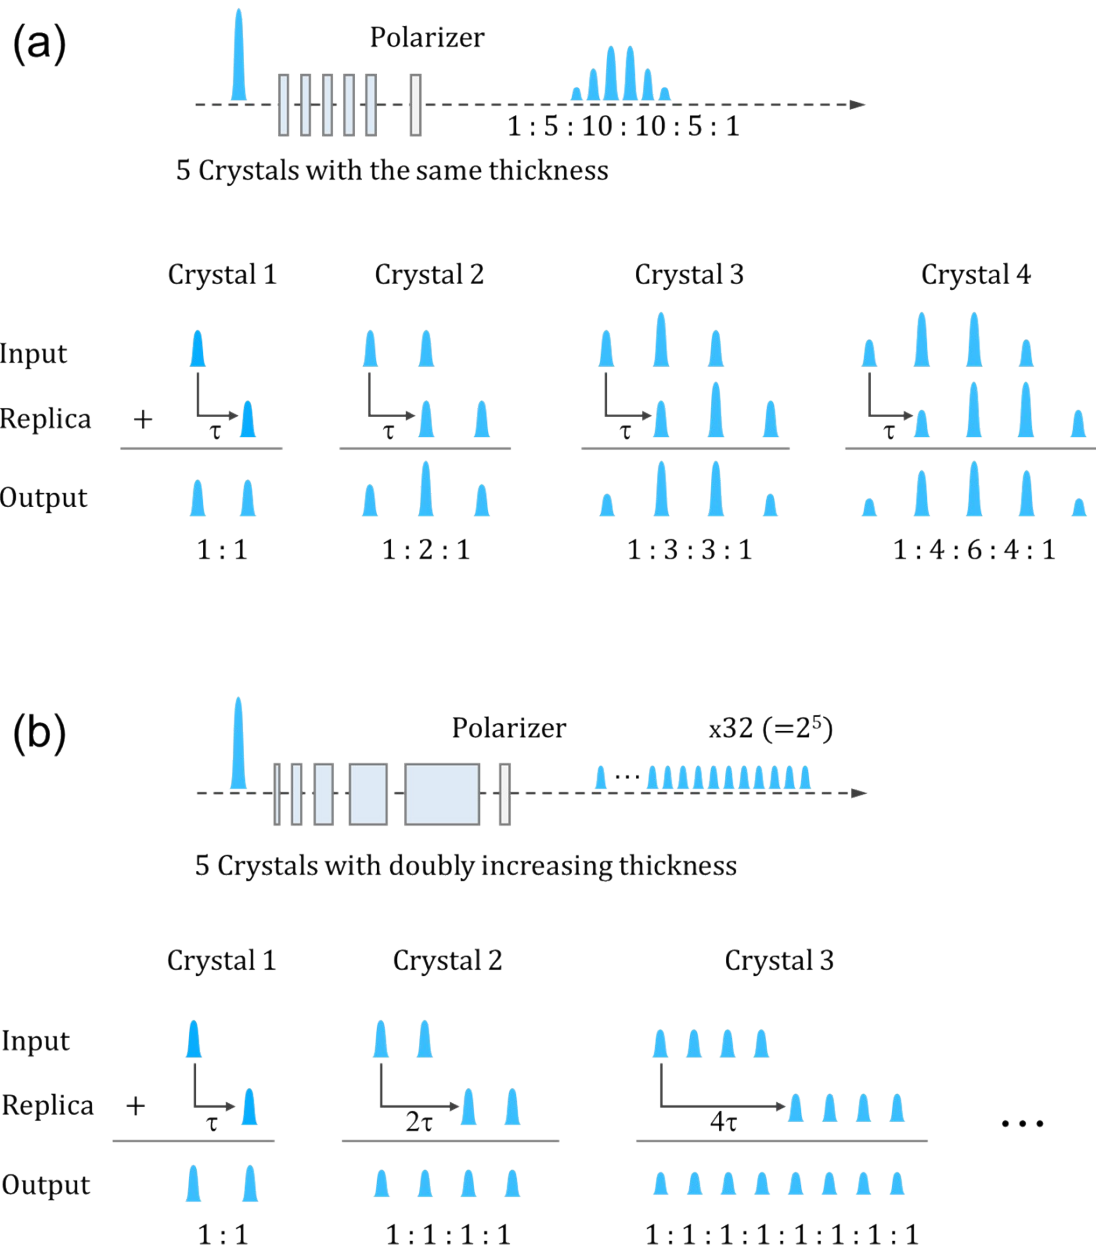 (a)
Polarizer
1 : 5 : 10 : 10 : 5 : 1
5 Crystals with the same thickness
Crystal 1 Crystal 2 Crystal 3 Crystal 4
Input
Replica + τ τ τ τ
Output
1 : 1 1 : 2 : 1 1 : 3 : 3 : 1 1 : 4 : 6 : 4 : 1
(b)
Polarizer x32 (=2⁵)
...
5 Crystals with doubly increasing thickness
Crystal 1 Crystal 2 Crystal 3
Input
Replica + τ 2τ 4τ ...
Output
1 : 1 1 : 1 : 1 : 1 1 : 1 : 1 : 1 : 1 : 1 : 1 : 1